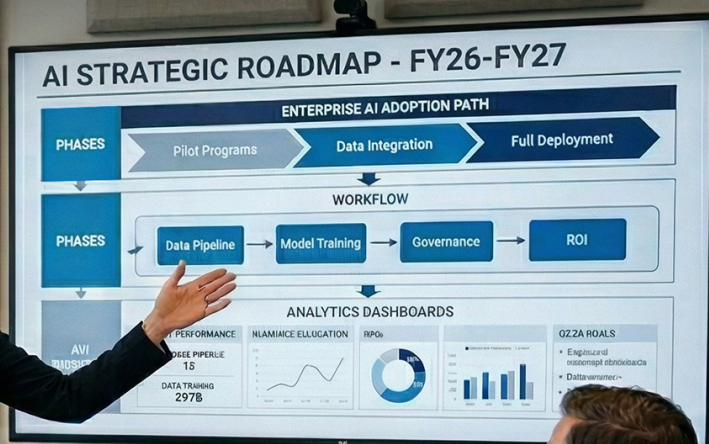 AI STRATEGIC ROADMAP - FY26-FY27
ENTERPRISE AI ADOPTION PATH
PHASES
Pilot Programs
Data Integration
Full Deployment
WORKFLOW
PHASES
Data Pipeline
Model Training
Governance
ROI
ANALYTICS DASHBOARDS
PERFORMANCE
15
DATA TRAINING
297B